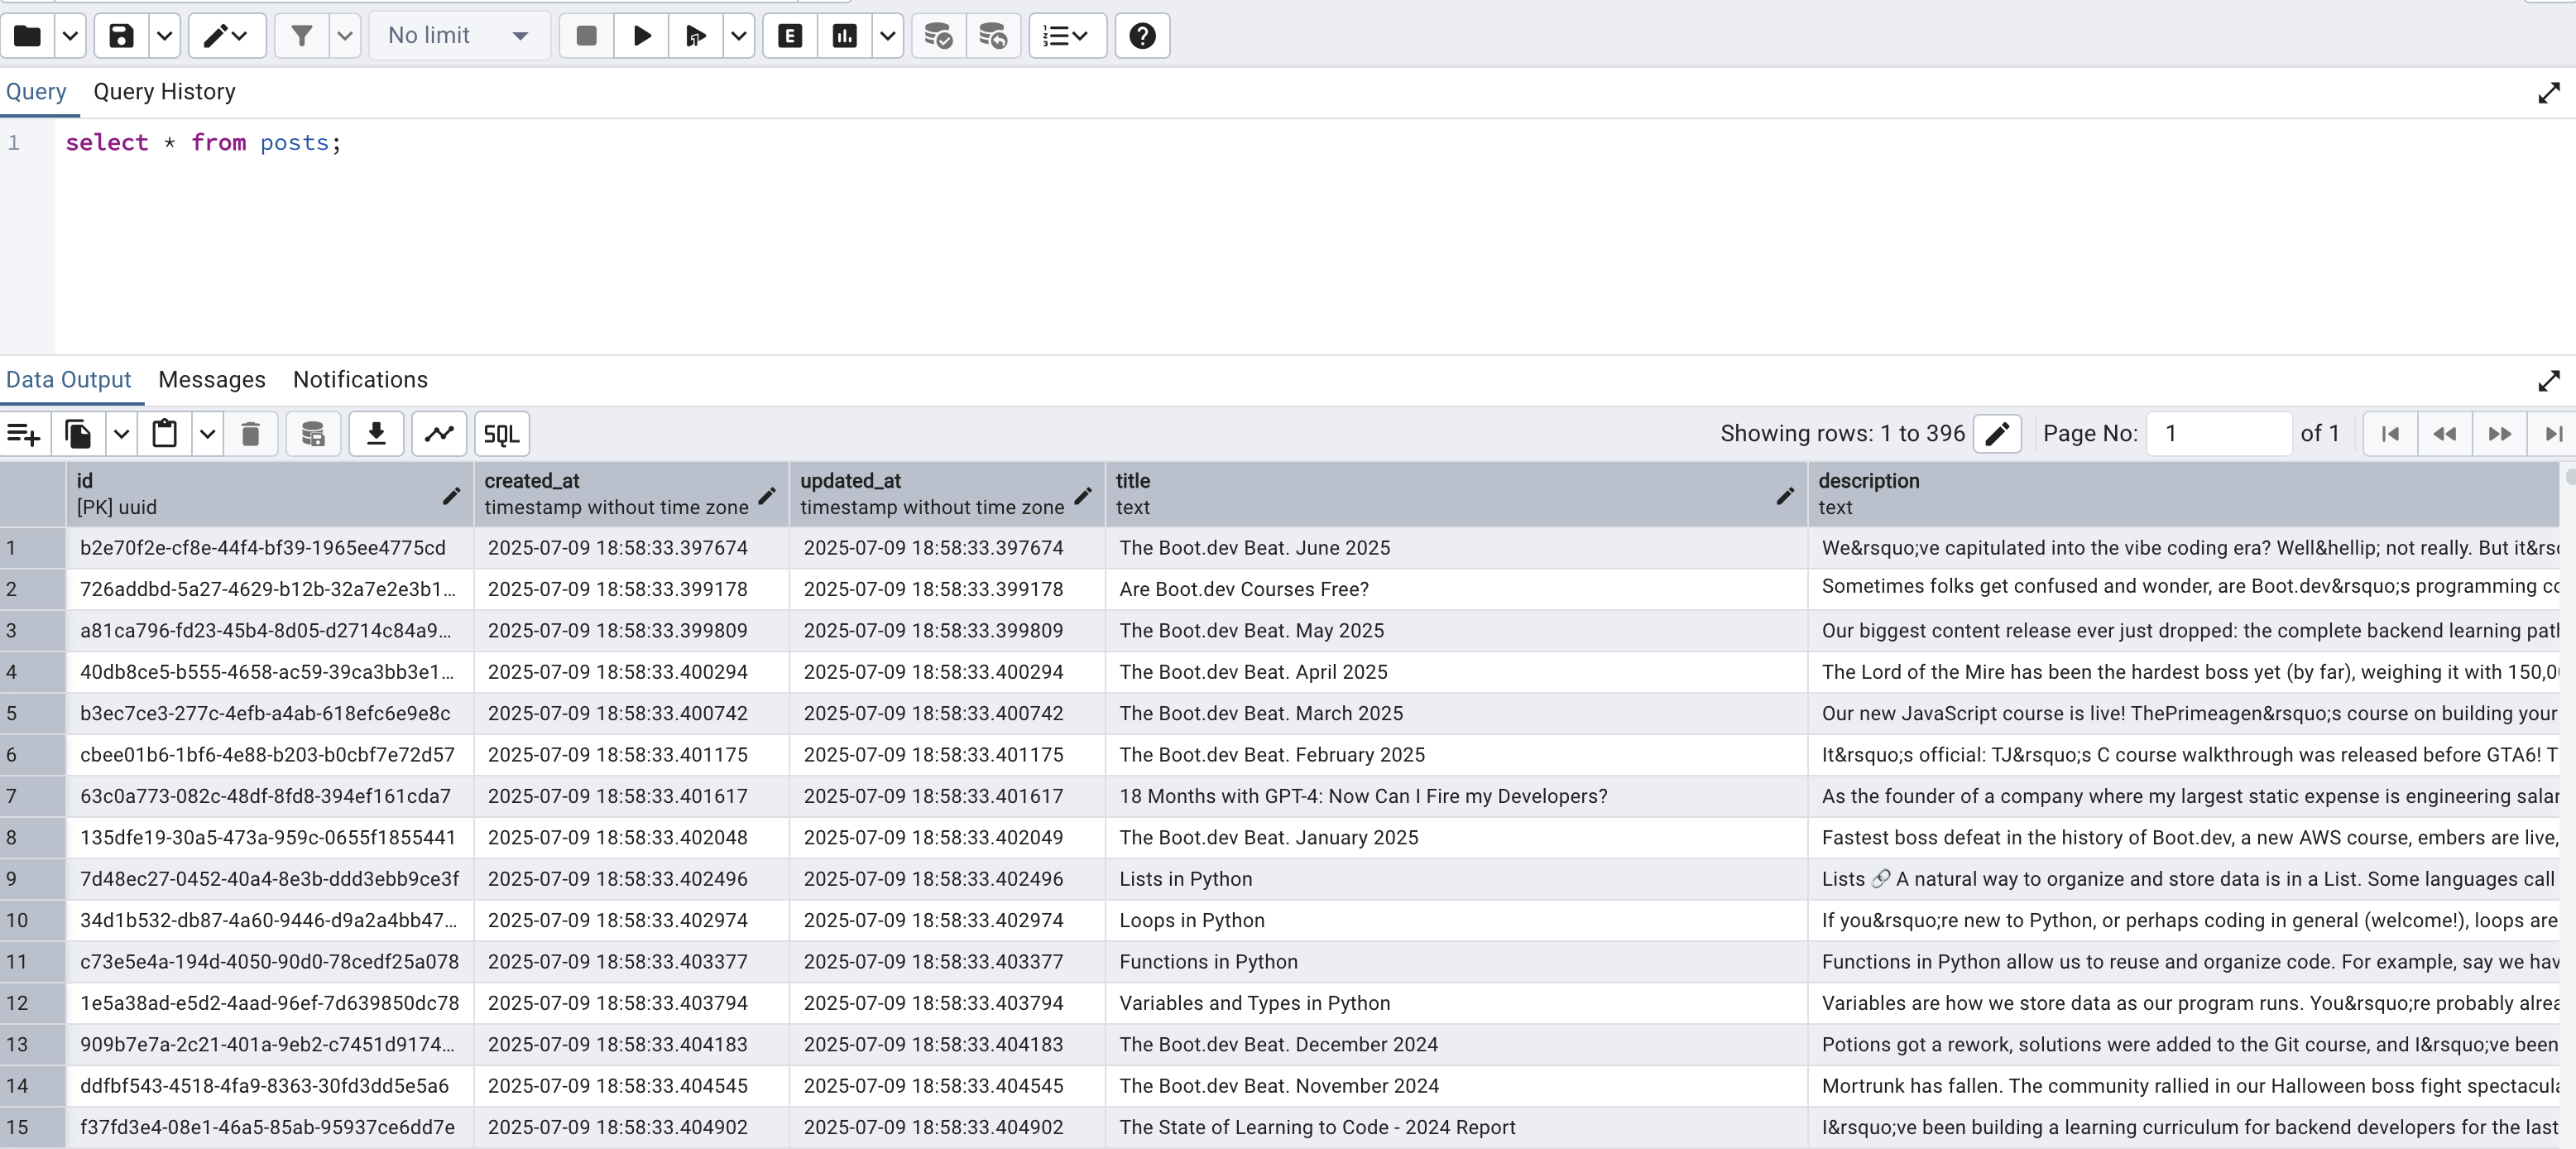 No limit
E
SQL
Query Query History
1 select * from posts;
Data Output Messages Notifications
SQL Showing rows: 1 to 396 Page No: 1 of 1
id created_at updated_at title description
[PK] uuid timestamp without time zone timestamp without time zone text text
1 b2e70f2e-cf8e-44f4-bf39-1965ee4775cd 2025-07-09 18:58:33.397674 2025-07-09 18:58:33.397674 The Boot.dev Beat. June 2025 We&rsquo;ve capitulated into the vibe coding era? Well&hellip; not really. But it&rs
2 726addbd-5a27-4629-b12b-32a7e2e3b1... 2025-07-09 18:58:33.399178 2025-07-09 18:58:33.399178 Are Boot.dev Courses Free? Sometimes folks get confused and wonder, are Boot.dev&rsquo;s programming co
3 a81ca796-fd23-45b4-8d05-d2714c84a9... 2025-07-09 18:58:33.399809 2025-07-09 18:58:33.399809 The Boot.dev Beat. May 2025 Our biggest content release ever just dropped: the complete backend learning path
4 40db8ce5-b555-4658-ac59-39ca3bb3e1... 2025-07-09 18:58:33.400294 2025-07-09 18:58:33.400294 The Boot.dev Beat. April 2025 The Lord of the Mire has been the hardest boss yet (by far), weighing it with 150,0
5 b3ec7ce3-277c-4efb-a4ab-618efc6e9e8c 2025-07-09 18:58:33.400742 2025-07-09 18:58:33.400742 The Boot.dev Beat. March 2025 Our new JavaScript course is live! ThePrimeagen&rsquo;s course on building your
6 cbee01b6-1bf6-4e88-b203-b0cbf7e72d57 2025-07-09 18:58:33.401175 2025-07-09 18:58:33.401175 The Boot.dev Beat. February 2025 It&rsquo;s official: TJ&rsquo;s C course walkthrough was released before GTA6! T
7 63c0a773-082c-48df-8fd8-394ef161cda7 2025-07-09 18:58:33.401617 2025-07-09 18:58:33.401617 18 Months with GPT-4: Now Can I Fire my Developers? As the founder of a company where my largest static expense is engineering salar
8 135dfe19-30a5-473a-959c-0655f1855441 2025-07-09 18:58:33.402048 2025-07-09 18:58:33.402049 The Boot.dev Beat. January 2025 Fastest boss defeat in the history of Boot.dev, a new AWS course, embers are live,
9 7d48ec27-0452-40a4-8e3b-ddd3ebb9ce3f 2025-07-09 18:58:33.402496 2025-07-09 18:58:33.402496 Lists in Python Lists 🔗 A natural way to organize and store data is in a List. Some languages call
10 34d1b532-db87-4a60-9446-d9a2a4bb47... 2025-07-09 18:58:33.402974 2025-07-09 18:58:33.402974 Loops in Python If you&rsquo;re new to Python, or perhaps coding in general (welcome!), loops are
11 c73e5e4a-194d-4050-90d0-78cedf25a078 2025-07-09 18:58:33.403377 2025-07-09 18:58:33.403377 Functions in Python Functions in Python allow us to reuse and organize code. For example, say we hav
12 1e5a38ad-e5d2-4aad-96ef-7d639850dc78 2025-07-09 18:58:33.403794 2025-07-09 18:58:33.403794 Variables and Types in Python Variables are how we store data as our program runs. You&rsquo;re probably alrea
13 909b7e7a-2c21-401a-9eb2-c7451d9174... 2025-07-09 18:58:33.404183 2025-07-09 18:58:33.404183 The Boot.dev Beat. December 2024 Potions got a rework, solutions were added to the Git course, and I&rsquo;ve been
14 ddfbf543-4518-4fa9-8363-30fd3dd5e5a6 2025-07-09 18:58:33.404545 2025-07-09 18:58:33.404545 The Boot.dev Beat. November 2024 Mortrunk has fallen. The community rallied in our Halloween boss fight spectacula
15 f37fd3e4-08e1-46a5-85ab-95937ce6dd7e 2025-07-09 18:58:33.404902 2025-07-09 18:58:33.404902 The State of Learning to Code - 2024 Report I&rsquo;ve been building a learning curriculum for backend developers for the last